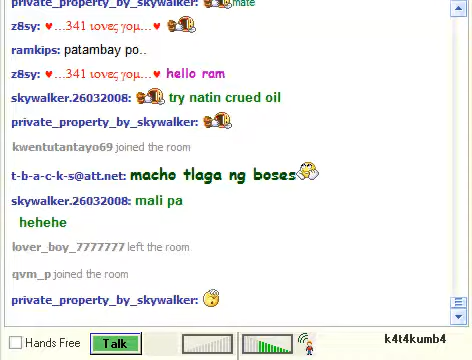 private_property_by_skywalker: mate
z8sy: ♥...341 ιονες γομ...♥
ramkips: patambay po..
z8sy: ♥...341 ιονες γομ...♥ hello ram
skywalker.26032008: try natin crued oil
private_property_by_skywalker:
kwentutantayo69 joined the room
t-b-a-c-k-s@att.net: macho tlaga ng boses
skywalker.26032008: mali pa
hehehe
lover_boy_7777777 left the room
qvm_p joined the room
private_property_by_skywalker:
Hands Free Talk k4t4kumb4